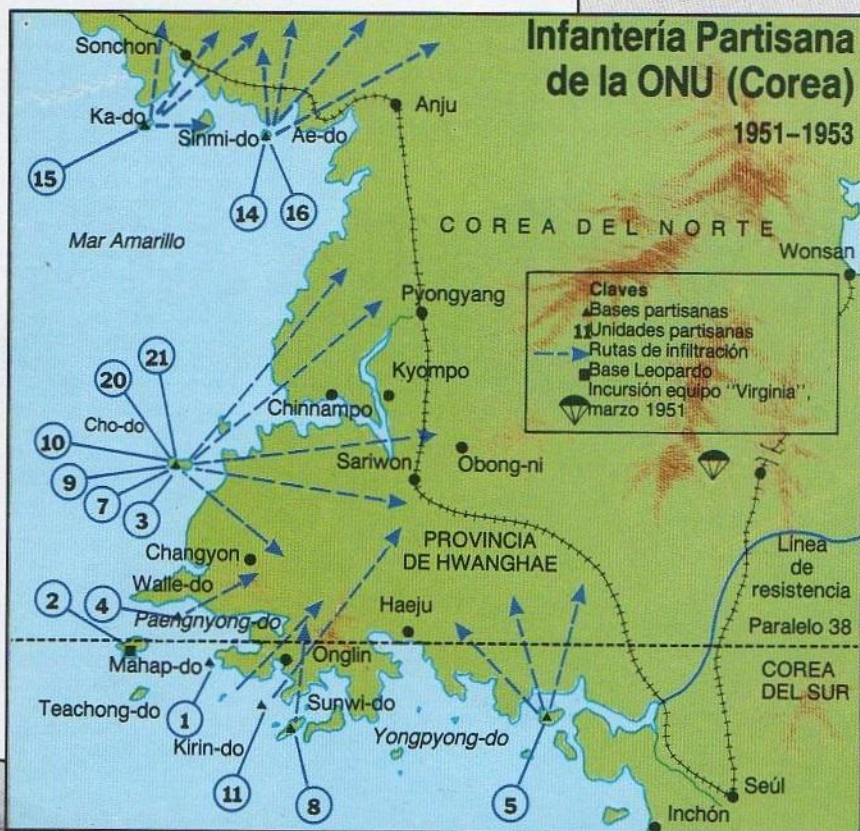 Infantería Partisana
de la ONU (Corea)
1951–1953
Sonchon
Ka-do
Sinmi-do
Ae-do
Anju
15
14
16
Mar Amarillo
COREA DEL NORTE
Wonsan
Pyongyang
Claves
Bases partisanas
11 Unidades partisanas
Rutas de infiltración
Base Leopardo
Incursión equipo "Virginia",
marzo 1951
21
20
Kyompo
Chinnampo
Cho-do
10
9
7
3
Sariwon
Obong-ni
PROVINCIA
DE HWANGHAE
Changyon
Línea
de
resistencia
Walle-do
2
4
Paengnyong-do
Haeju
Paralelo 38
Mahap-do
Onglin
COREA
DEL SUR
Teachong-do
1
Sunwi-do
Kirin-do
Yongpyong-do
11
8
5
Seúl
Inchón